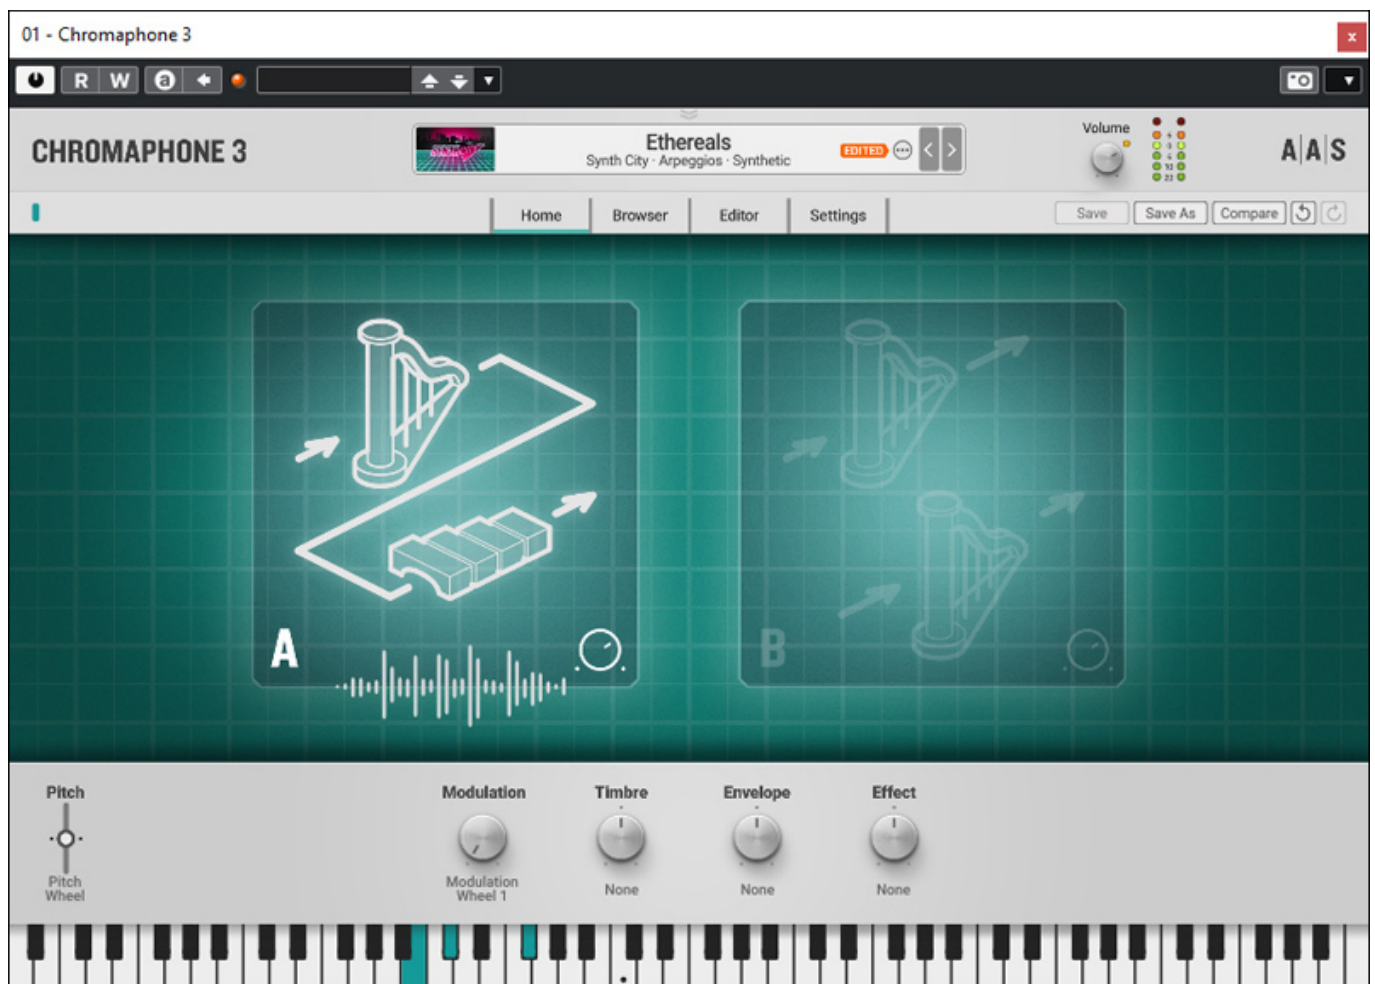 01 - Chromaphone 3
x
R W a
CHROMAPHONE 3
Ethereals
Synth City · Arpeggios · Synthetic
EDITED
Volume
A|A|S
Home
Browser
Editor
Settings
Save
Save As
Compare
A
B
Pitch
Modulation
Timbre
Envelope
Effect
Pitch
Wheel
Modulation
Wheel 1
None
None
None